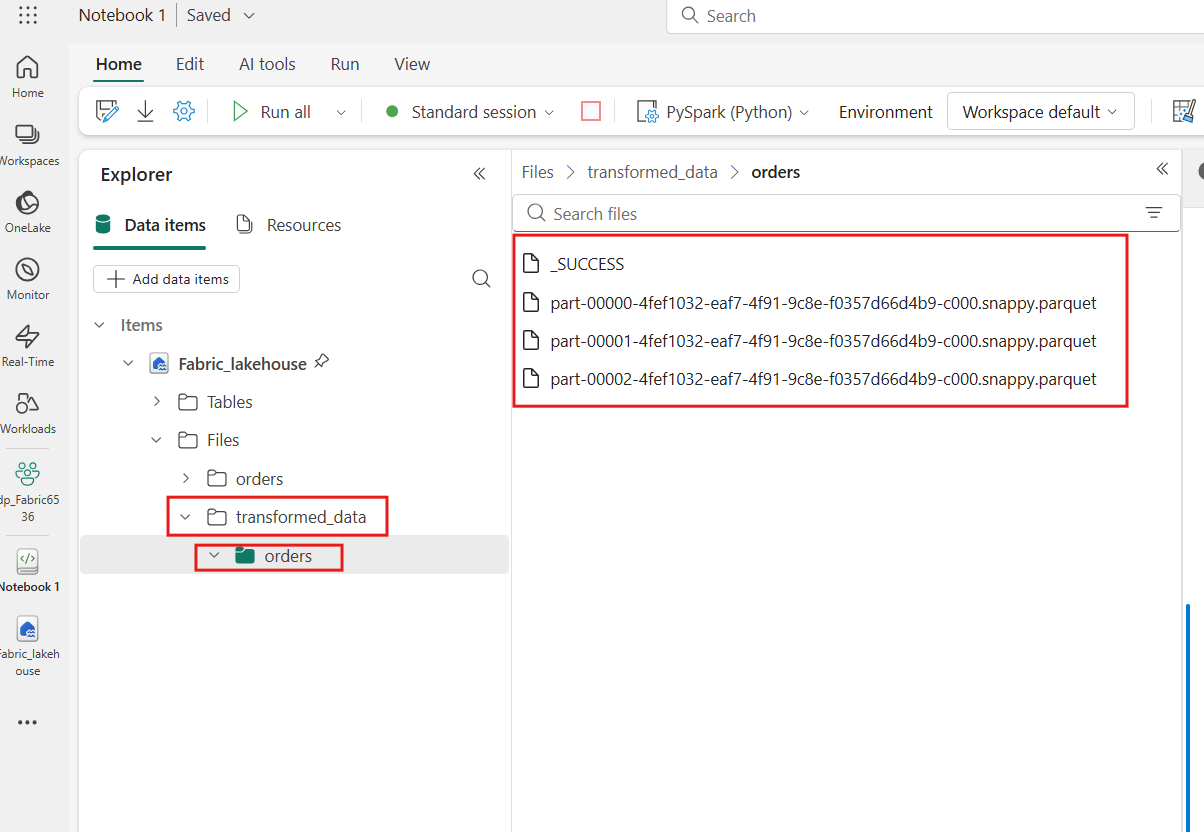 Notebook 1 Saved
Search
Home Edit AI tools Run View
Run all Standard session PySpark (Python) Environment Workspace default
Home
Workspaces
OneLake
Monitor
Real-Time
Workloads
dp_Fabric65
36
Notebook 1
Fabric_lakeh
ouse
Explorer
Data items Resources
Add data items
Items
Fabric_lakehouse
Tables
Files
orders
transformed_data
orders
Files > transformed_data > orders
Search files
_SUCCESS
part-00000-4fef1032-eaf7-4f91-9c8e-f0357d66d4b9-c000.snappy.parquet
part-00001-4fef1032-eaf7-4f91-9c8e-f0357d66d4b9-c000.snappy.parquet
part-00002-4fef1032-eaf7-4f91-9c8e-f0357d66d4b9-c000.snappy.parquet